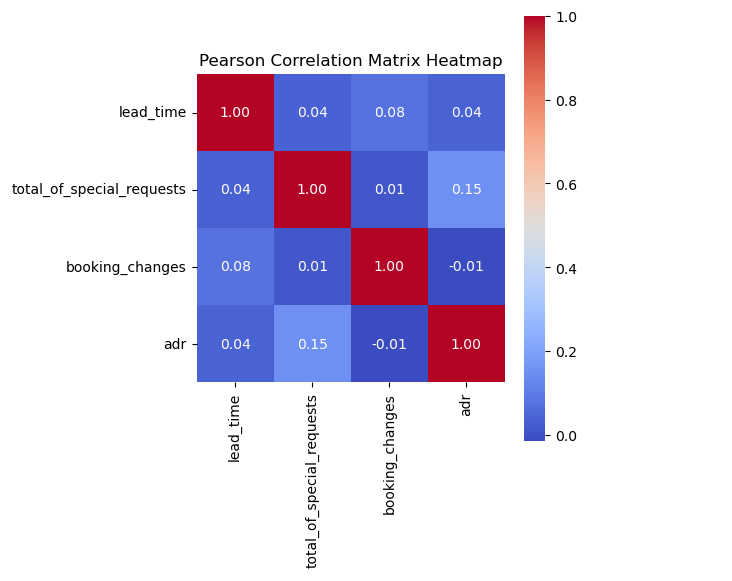 Pearson Correlation Matrix Heatmap
lead_time
1.00 0.04 0.08 0.04
total_of_special_requests
0.04 1.00 0.01 0.15
booking_changes
0.08 0.01 1.00 -0.01
adr
0.04 0.15 -0.01 1.00
lead_time
total_of_special_requests
booking_changes
adr
1.0
0.8
0.6
0.4
0.2
0.0